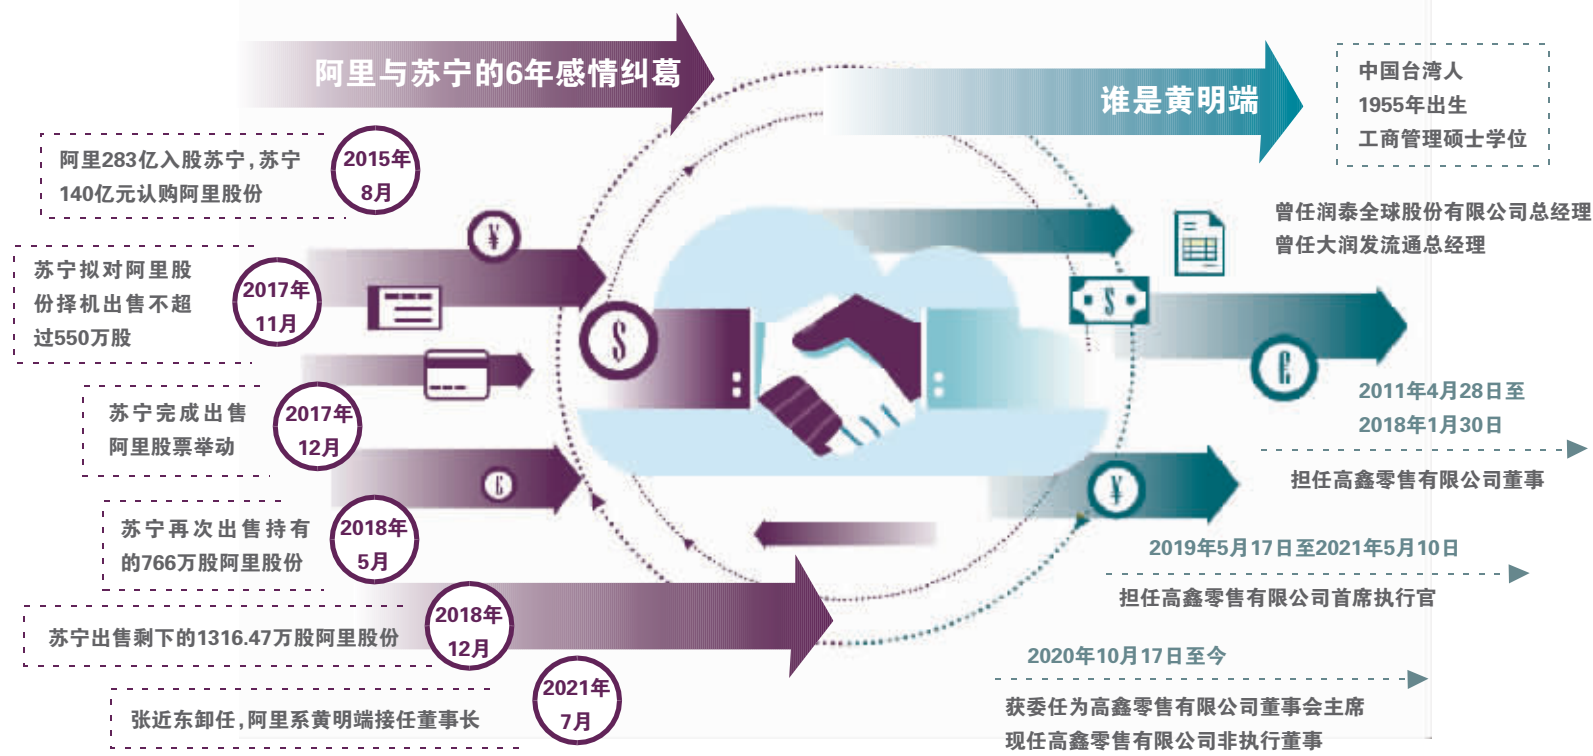 阿里与苏宁的6年感情纠葛
2015年
8月
阿里283亿入股苏宁，苏宁
140亿元认购阿里股份
2017年
11月
苏宁拟对阿里股
份择机出售不超
过550万股
2017年
12月
苏宁完成出售
阿里股票举动
2018年
5月
苏宁再次出售持有
的766万股阿里股份
2018年
12月
苏宁出售剩下的1316.47万股阿里股份
2021年
7月
张近东卸任，阿里系黄明端接任董事长
谁是黄明端
中国台湾人
1955年出生
工商管理硕士学位
曾任润泰全球股份有限公司总经理
曾任大润发流通总经理
2011年4月28日至
2018年1月30日
担任高鑫零售有限公司董事
2019年5月17日至2021年5月10日
担任高鑫零售有限公司首席执行官
2020年10月17日至今
获委任为高鑫零售有限公司董事会主席
现任高鑫零售有限公司非执行董事